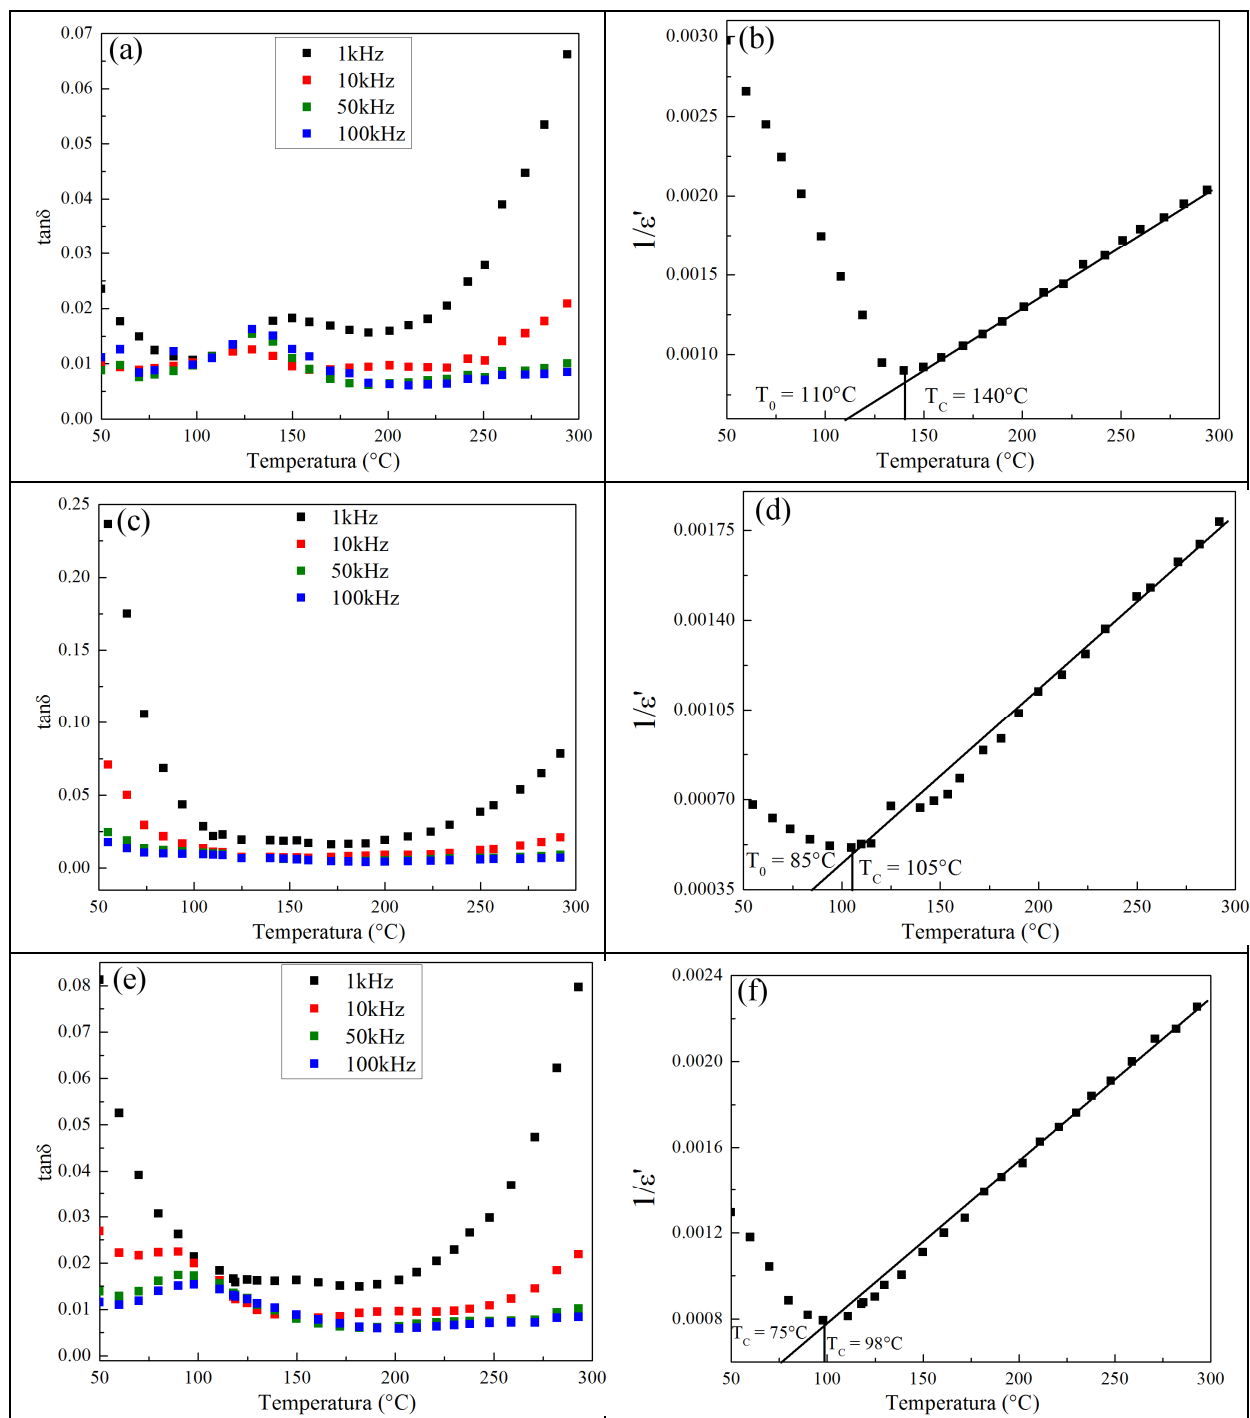 (a)
1kHz
10kHz
50kHz
100kHz
0.07
0.06
0.05
0.04
0.03
0.02
0.01
0.00
tanδ
50 100 150 200 250 300
Temperatura (°C)
(b)
0.0030
0.0025
0.0020
0.0015
0.0010
1/ε'
T0 = 110°C
TC = 140°C
50 100 150 200 250 300
Temperatura (°C)
(c)
1kHz
10kHz
50kHz
100kHz
0.25
0.20
0.15
0.10
0.05
0.00
tanδ
50 100 150 200 250 300
Temperatura (°C)
(d)
0.00175
0.00140
0.00105
0.00070
0.00035
1/ε'
T0 = 85°C
TC = 105°C
50 100 150 200 250 300
Temperatura (°C)
(e)
1kHz
10kHz
50kHz
100kHz
0.08
0.07
0.06
0.05
0.04
0.03
0.02
0.01
0.00
tanδ
50 100 150 200 250 300
Temperatura (°C)
(f)
0.0024
0.0020
0.0016
0.0012
0.0008
1/ε'
TC = 75°C
TC = 98°C
50 100 150 200 250 300
Temperatura (°C)